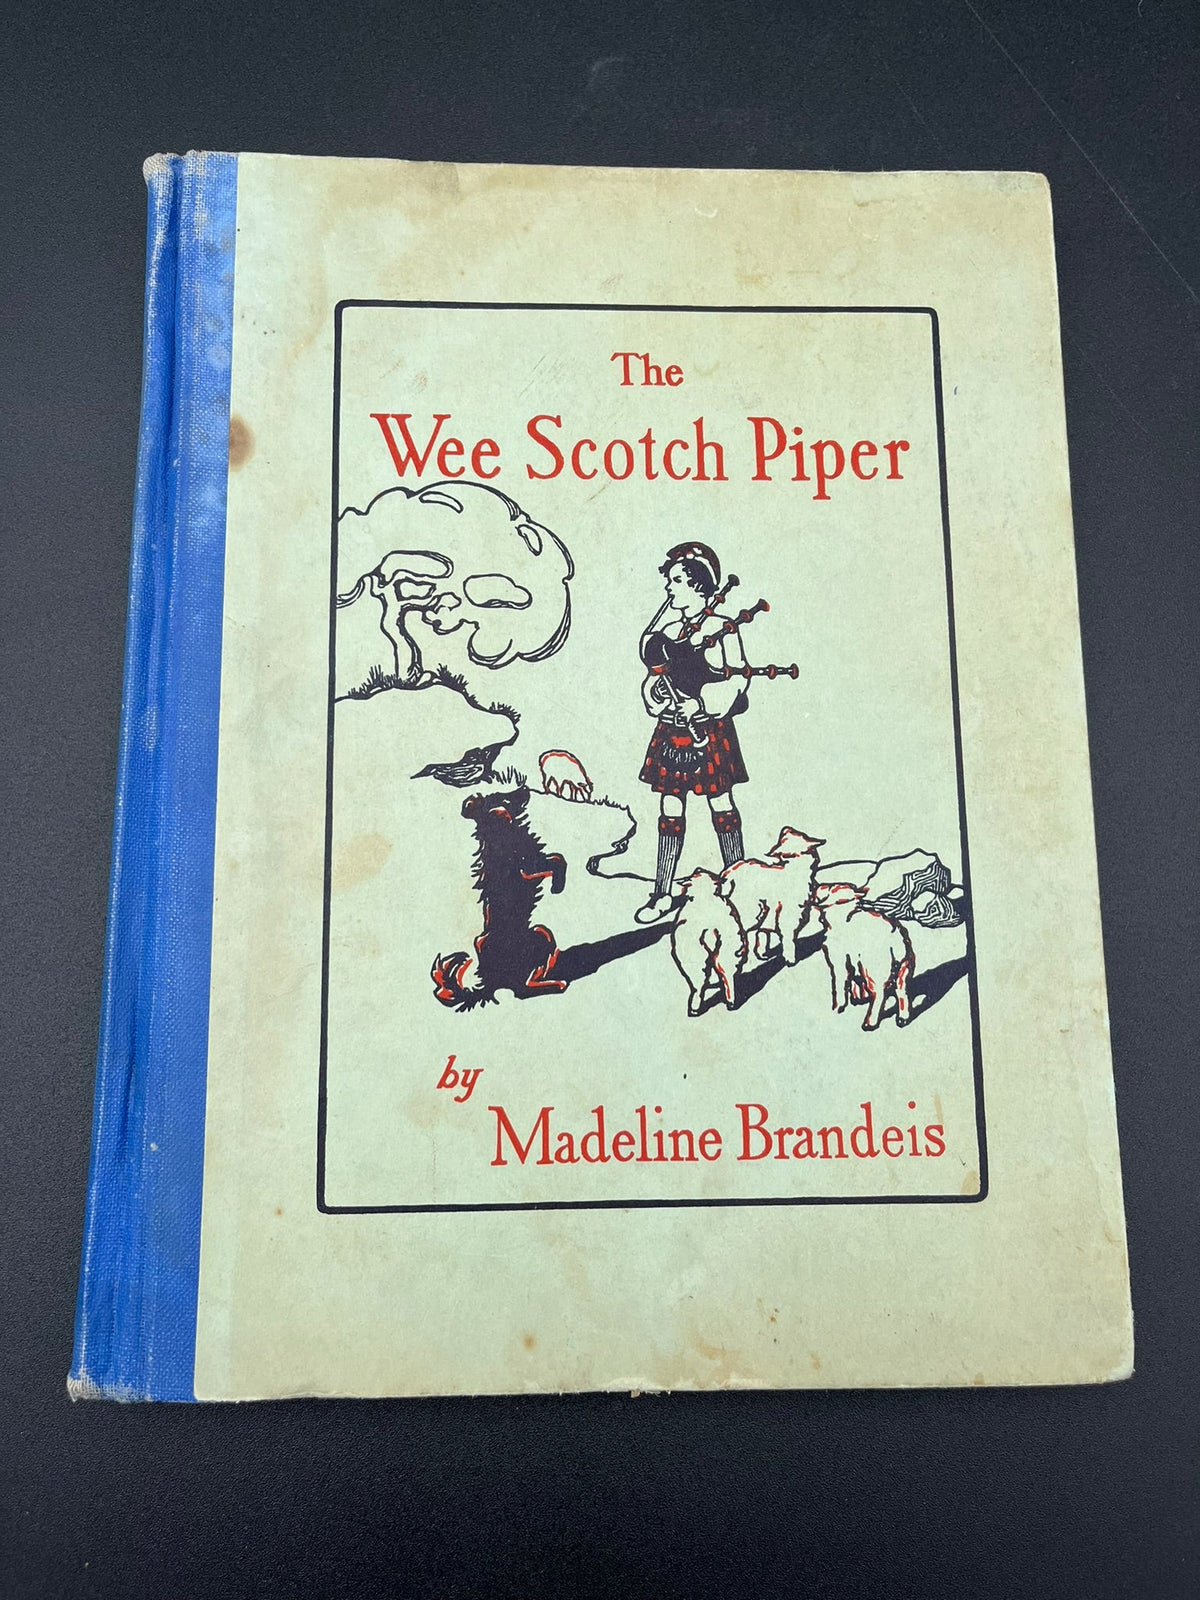 The
Wee Scotch Piper
by
Madeline Brandeis